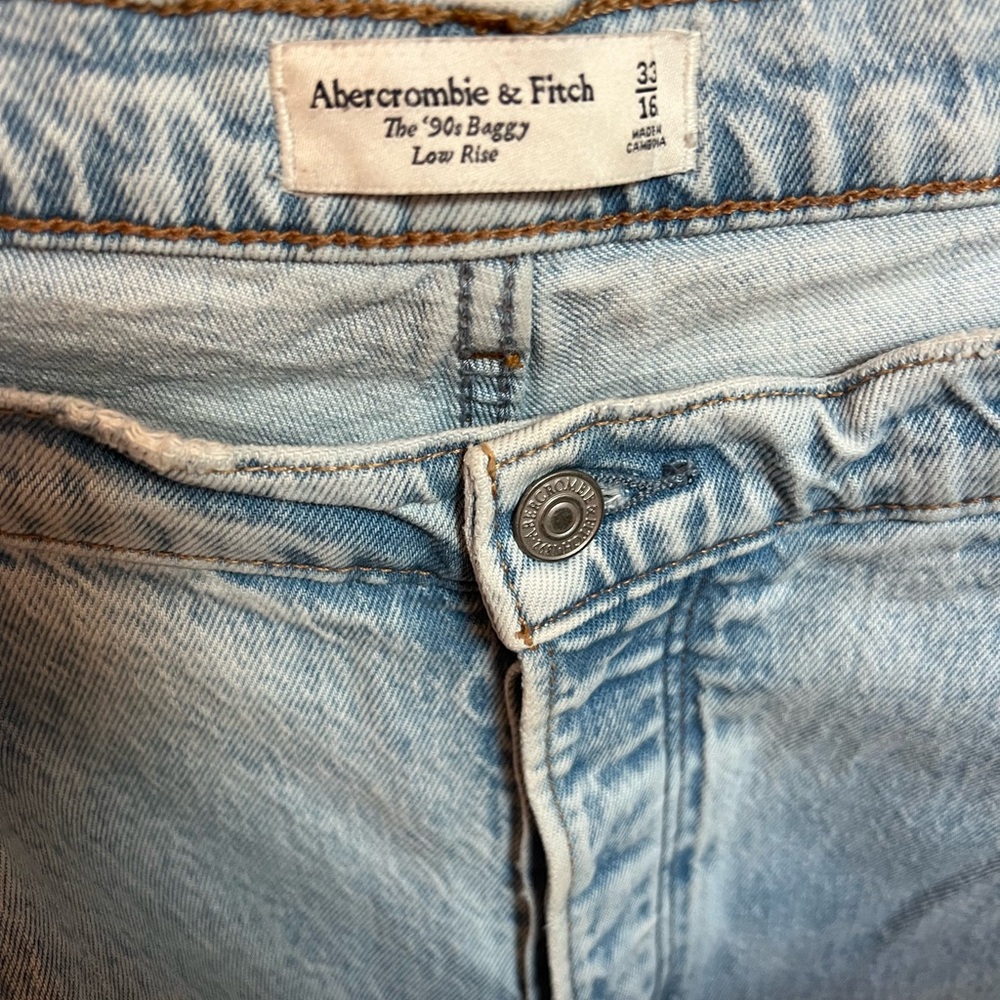 Abercrombie & Fitch
The '90s Baggy
Low Rise
33
16
MADE IN
CAMBODIA
ABERCROMBIE &